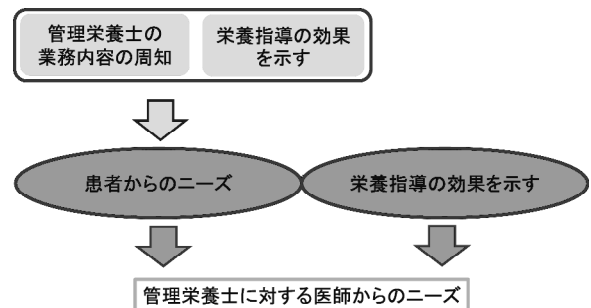 管理栄養士の
業務内容の周知
栄養指導の効果
を示す
患者からのニーズ
栄養指導の効果を示す
管理栄養士に対する医師からのニーズ